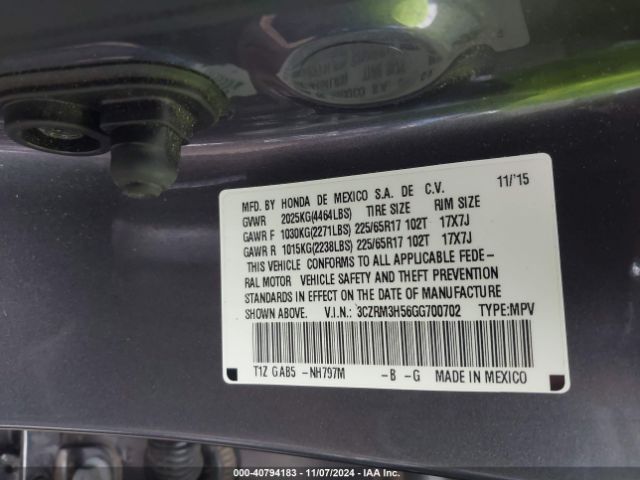 11/'15
MFD. BY HONDA DE MEXICO S.A. DE C.V.
GVWR 2025KG(4464LBS) TIRE SIZE RIM SIZE
GAWR F 1030KG(2271LBS) 225/65R17 102T 17X7J
GAWR R 1015KG(2238LBS) 225/65R17 102T 17X7J
THIS VEHICLE CONFORMS TO ALL APPLICABLE FEDE-
RAL MOTOR VEHICLE SAFETY AND THEFT PREVENTION
STANDARDS IN EFFECT ON THE DATE OF MANUFACTURE
SHOWN ABOVE. V.I.N.: 3CZRM3H56GG700702 TYPE:MPV
T1Z GAB5 -NH797M -B -G MADE IN MEXICO
000-40794183 - 11/07/2024 - IAA Inc.